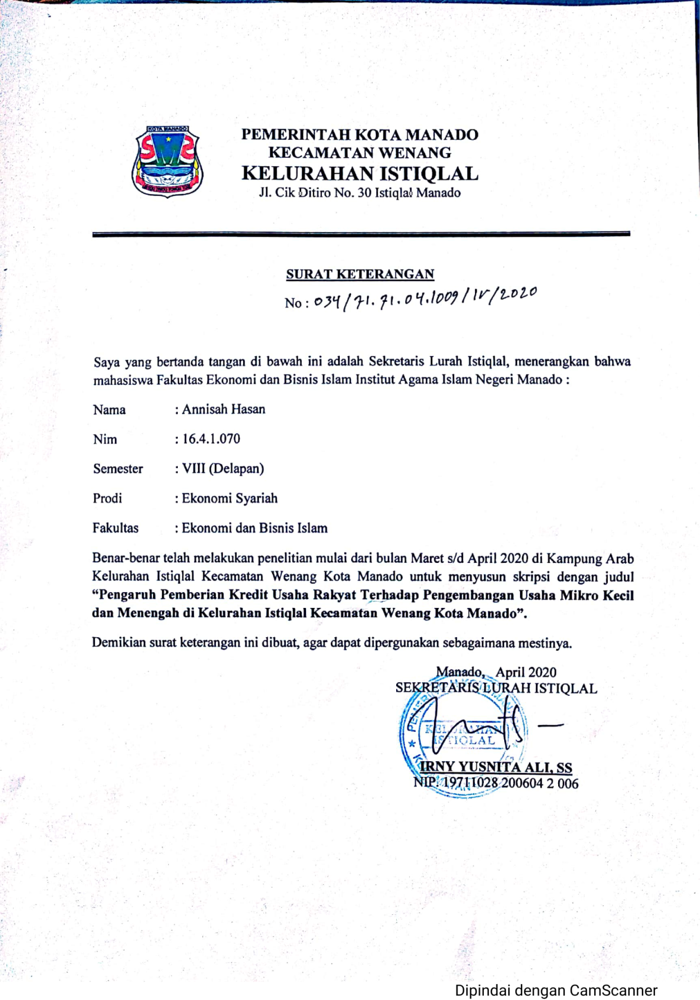 KOTA MANADO
PEMERINTAH KOTA MANADO
KECAMATAN WENANG
KELURAHAN ISTIQLAL
Jl. Cik Ditiro No. 30 Istiqlal Manado
SURAT KETERANGAN
No : 034/71.71.04.1009/IV/2020
Saya yang bertanda tangan di bawah ini adalah Sekretaris Lurah Istiqlal, menerangkan bahwa
mahasiswa Fakultas Ekonomi dan Bisnis Islam Institut Agama Islam Negeri Manado :
Nama : Annisah Hasan
Nim : 16.4.1.070
Semester : VIII (Delapan)
Prodi : Ekonomi Syariah
Fakultas : Ekonomi dan Bisnis Islam
Benar-benar telah melakukan penelitian mulai dari bulan Maret s/d April 2020 di Kampung Arab
Kelurahan Istiqlal Kecamatan Wenang Kota Manado untuk menyusun skripsi dengan judul
“Pengaruh Pemberian Kredit Usaha Rakyat Terhadap Pengembangan Usaha Mikro Kecil
dan Menengah di Kelurahan Istiqlal Kecamatan Wenang Kota Manado”.
Demikian surat keterangan ini dibuat, agar dapat dipergunakan sebagaimana mestinya.
Manado, April 2020
SEKRETARIS LURAH ISTIQLAL
KELURAHAN
ISTIQLAL
IRNY YUSNITA ALI, SS
NIP. 19711028 200604 2 006
Dipindai dengan CamScanner